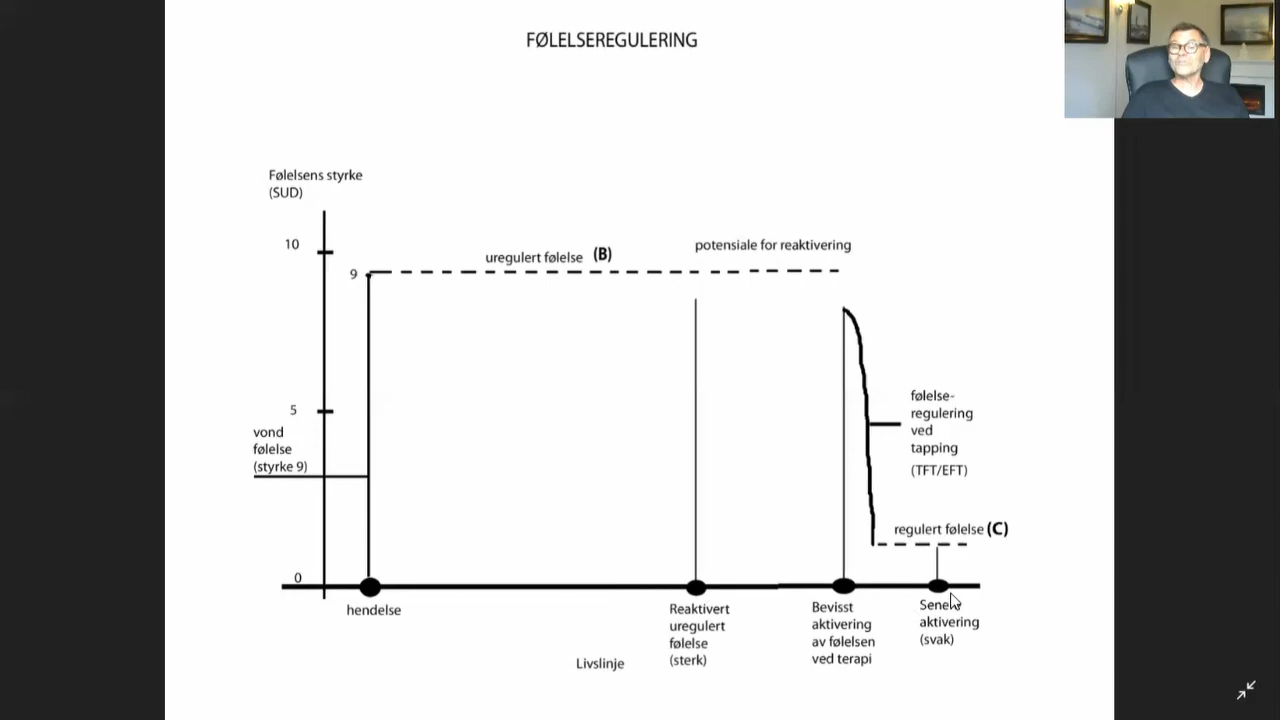 FØLELSEREGULERING
Følelsens styrke
(SUD)
10
uregulert følelse (B)
potensiale for reaktivering
9
5
vond
følelse
(styrke 9)
følelse-
regulering
ved
tapping
(TFT/EFT)
regulert følelse (C)
0
hendelse
Reaktivert
uregulert
følelse
(sterk)
Bevisst
aktivering
av følelsen
ved terapi
aktivering
(svak)
Livslinje